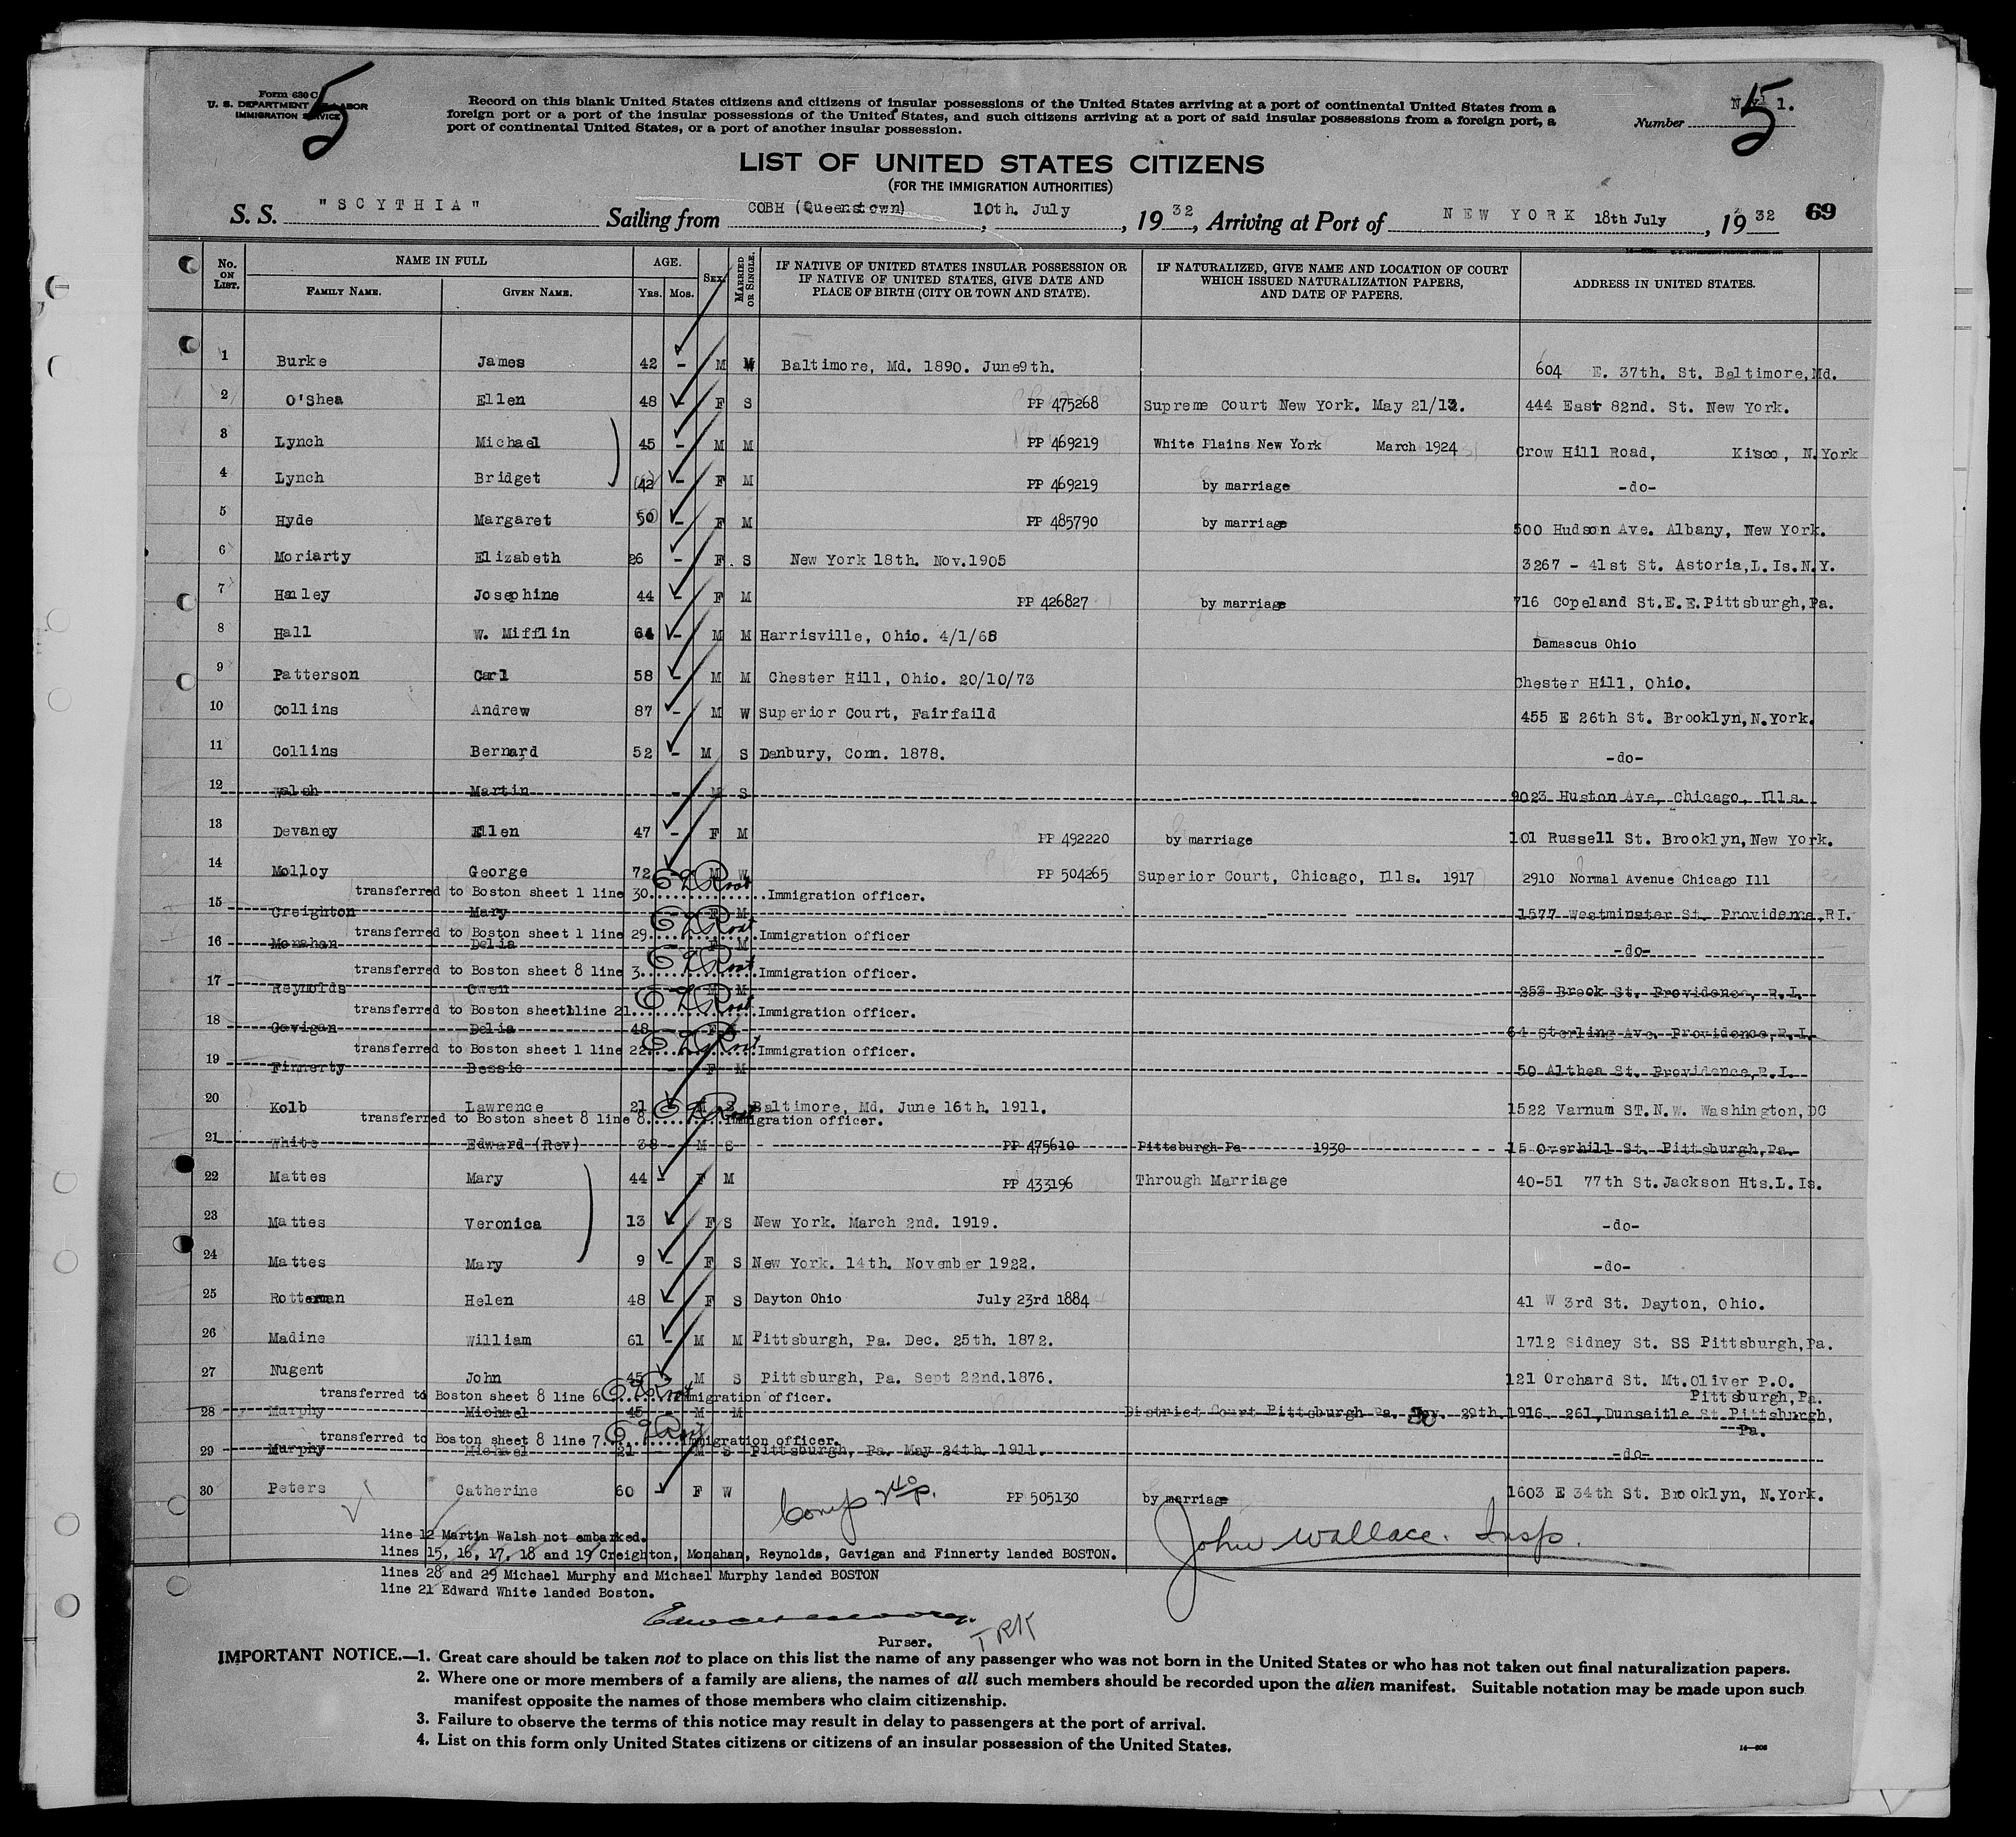 Form 630 C
U. S. DEPARTMENT OF LABOR
IMMIGRATION SERVICE
5
Record on this blank United States citizens and citizens of insular possessions of the United States arriving at a port of continental United States from a
foreign port or a port of the insular possessions of the United States, and such citizens arriving at a port of said insular possessions from a foreign port, a
port of continental United States, or a port of another insular possession.
Number 1.
5
LIST OF UNITED STATES CITIZENS
(FOR THE IMMIGRATION AUTHORITIES)
S. S. "SCYTHIA" Sailing from COBH (Queenstown), 10th. July, 1932, Arriving at Port of NEW YORK 18th July, 1932 69
No. ON LIST. NAME IN FULL FAMILY NAME. GIVEN NAME. AGE. YRS. MOS. SEX MARRIED OR SINGLE. IF NATIVE OF UNITED STATES INSULAR POSSESSION OR IF NATIVE OF UNITED STATES, GIVE DATE AND PLACE OF BIRTH (CITY OR TOWN AND STATE). IF NATURALIZED, GIVE NAME AND LOCATION OF COURT WHICH ISSUED NATURALIZATION PAPERS, AND DATE OF PAPERS. ADDRESS IN UNITED STATES.
1 Burke James 42 - M W Baltimore, Md. 1890. June9th. 604 E. 37th. St. Baltimore,Md.
2 O'Shea Ellen 48 - F S PP 475268 Supreme Court New York. May 21/12. 444 East 82nd. St. New York.
3 Lynch Michael 45 - M M PP 469219 White Plains New York March 1924 Crow Hill Road, Kisco, N.York
4 Lynch Bridget 42 - F M PP 469219 by marriage -do-
5 Hyde Margaret 50 - F M PP 485790 by marriage 500 Hudson Ave. Albany, New York.
6 Moriarty Elizabeth 26 - F. S New York 18th. Nov.1905 3267 - 41st St. Astoria,L.Is.N.Y.
7 Hanley Josephine 44 - F M PP 426827 by marriage 716 Copeland St.E.E.Pittsburgh,Pa.
8 Hall W. Mifflin 64 - M M Harrisville, Ohio. 4/1/68 Damascus Ohio
9 Patterson Carl 58 - M M Chester Hill, Ohio. 20/10/73 Chester Hill, Ohio.
10 Collins Andrew 87 - M W Superior Court, Fairfaild 455 E 26th St. Brooklyn,N.York.
11 Collins Bernard 52 - M S Danbury, Conn. 1878. -do-
12 Walsh Martin - M S 9023 Huston Ave, Chicago, Ills.
13 Devaney Ellen 47 - F M PP 492220 by marriage 101 Russell St. Brooklyn,New York.
14 Molloy George 72 - M W PP 504265 Superior Court, Chicago, Ills. 1917 2910 Normal Avenue Chicago Ill
transferred to Boston sheet 1 line 30 Immigration officer.
15 Creighton Mary - F M 1577 Westminster St. Providence,RI.
transferred to Boston sheet 1 line 29 Immigration officer
16 Monahan Delia - F M -do-
transferred to Boston sheet 8 line 3 Immigration officer.
17 Reynolds Owen M M 253 Brook St. Providence, R.I.
transferred to Boston sheet1line 21 Immigration officer.
18 Gavigan Delia 48 - F 64 Sterling Ave. Providence,R.I.
transferred to Boston sheet 1 line 22 Immigration officer.
19 Finnerty Bessie - F M 50 Althea St. Providence,R.I.
20 Kolb Lawrence 21 M S Baltimore, Md. June 16th. 1911. 1522 Varnum ST.N.W. Washington,DC
transferred to Boston sheet 8 line 8 Immigration officer.
21 White Edward (Rev) 38 - M S PP 475610 Pittsburgh Pa 1930 15 Overhill St. Pittsburgh,Pa.
22 Mattes Mary 44 - F M PP 433196 Through Marriage 40-51 77th St.Jackson Hts.L.Is.
23 Mattes Veronica 13 - F S New York. March 2nd. 1919. -do-
24 Mattes Mary 9 - F S New York. 14th. November 1922. -do-
25 Rotterman Helen 48 - F S Dayton Ohio July 23rd 1884 41 W 3rd St. Dayton, Ohio.
26 Madine William 61 - M M Pittsburgh, Pa. Dec. 25th. 1872. 1712 Sidney St. SS Pittsburgh,Pa.
27 Nugent John 45 - M S Pittsburgh, Pa. Sept 22nd.1876. 121 Orchard St. Mt.Oliver P.O.
Pittsburgh,Pa.
transferred to Boston sheet 8 line 6 Immigration officer.
28 Murphy Michael 45 - M M District Court Pittsburgh Pa. 29th 1916 261,Dunseitle St Pittsburgh,
Pa.
transferred to Boston sheet 8 line 7 Immigration officer.
29 Murphy Michael 21 M S Pittsburgh, Pa. May 24th 1911. -do-
30 Peters Catherine 60 - F W PP 505130 by marriage 1603 E 34th St. Brooklyn, N.York.
John Wallace. Insp.
line 12 Martin Walsh not embarked.
lines 15, 16, 17, 18 and 19 Creighton, Monahan, Reynolds, Gavigan and Finnerty landed BOSTON.
lines 28 and 29 Michael Murphy and Michael Murphy landed BOSTON
line 21 Edward White landed Boston.
Purser.
TRK
IMPORTANT NOTICE.—1. Great care should be taken not to place on this list the name of any passenger who was not born in the United States or who has not taken out final naturalization papers.
2. Where one or more members of a family are aliens, the names of all such members should be recorded upon the alien manifest. Suitable notation may be made upon such
manifest opposite the names of those members who claim citizenship.
3. Failure to observe the terms of this notice may result in delay to passengers at the port of arrival.
4. List on this form only United States citizens or citizens of an insular possession of the United States.